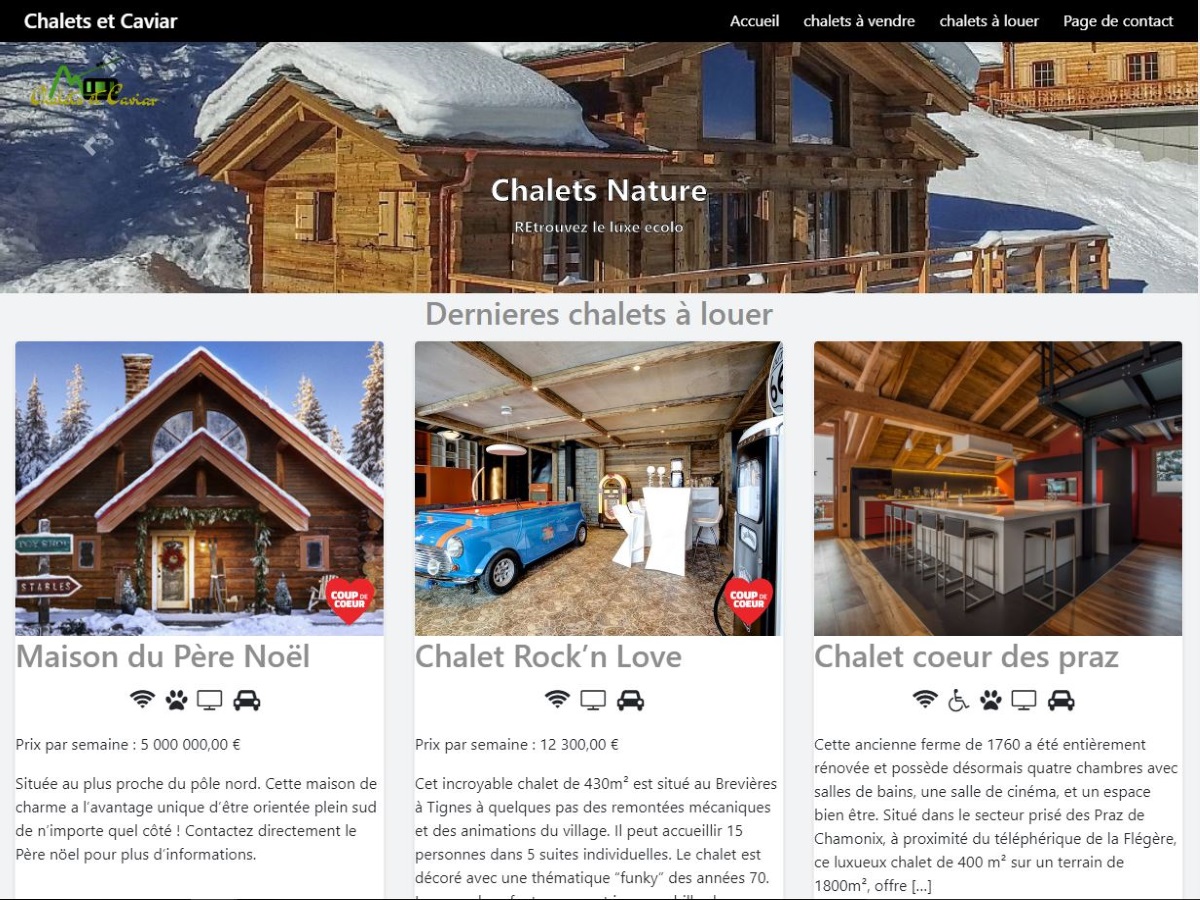 Chalets et Caviar
Accueil chalets à vendre chalets à louer Page de contact
Chalets et Caviar
Chalets Nature
REtrouvez le luxe ecolo
Dernieres chalets à louer
TOY SHOP
STABLES
COUP DE
COEUR
66
COUP DE
COEUR
Maison du Père Noël
Prix par semaine : 5 000 000,00 €
Située au plus proche du pôle nord. Cette maison de
charme a l’avantage unique d’être orientée plein sud
de n’importe quel côté ! Contactez directement le
Père nöel pour plus d’informations.
Chalet Rock’n Love
Prix par semaine : 12 300,00 €
Cet incroyable chalet de 430m² est situé au Brevières
à Tignes à quelques pas des remontées mécaniques
et des animations du village. Il peut accueillir 15
personnes dans 5 suites individuelles. Le chalet est
décoré avec une thématique “funky” des années 70.
Chalet coeur des praz
Cette ancienne ferme de 1760 a été entièrement
rénovée et possède désormais quatre chambres avec
salles de bains, une salle de cinéma, et un espace
bien être. Situé dans le secteur prisé des Praz de
Chamonix, à proximité du téléphérique de la Flégère,
ce luxueux chalet de 400 m² sur un terrain de
1800m², offre [...]